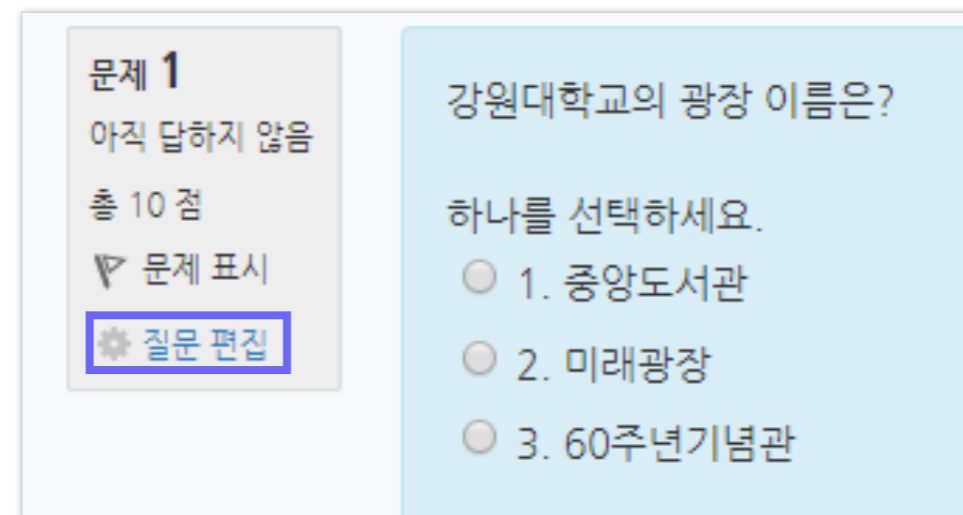 문제 1
아직 답하지 않음
총 10 점
문제 표시
질문 편집
강원대학교의 광장 이름은?
하나를 선택하세요.
1. 중앙도서관
2. 미래광장
3. 60주년기념관